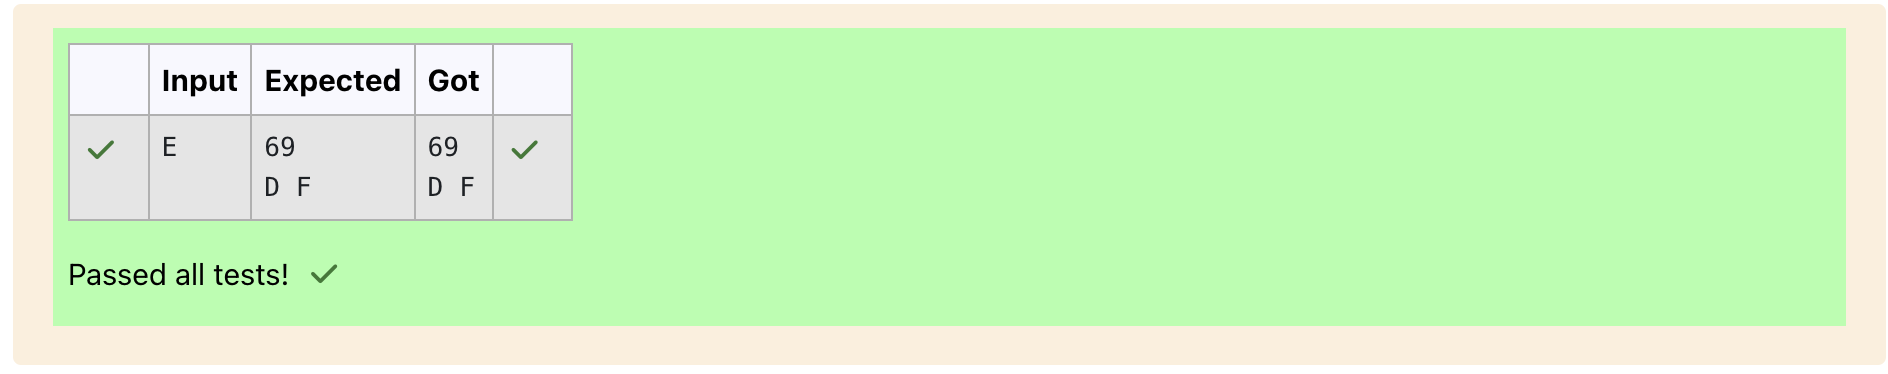 Input Expected Got
E 69 69
D F D F
Passed all tests!